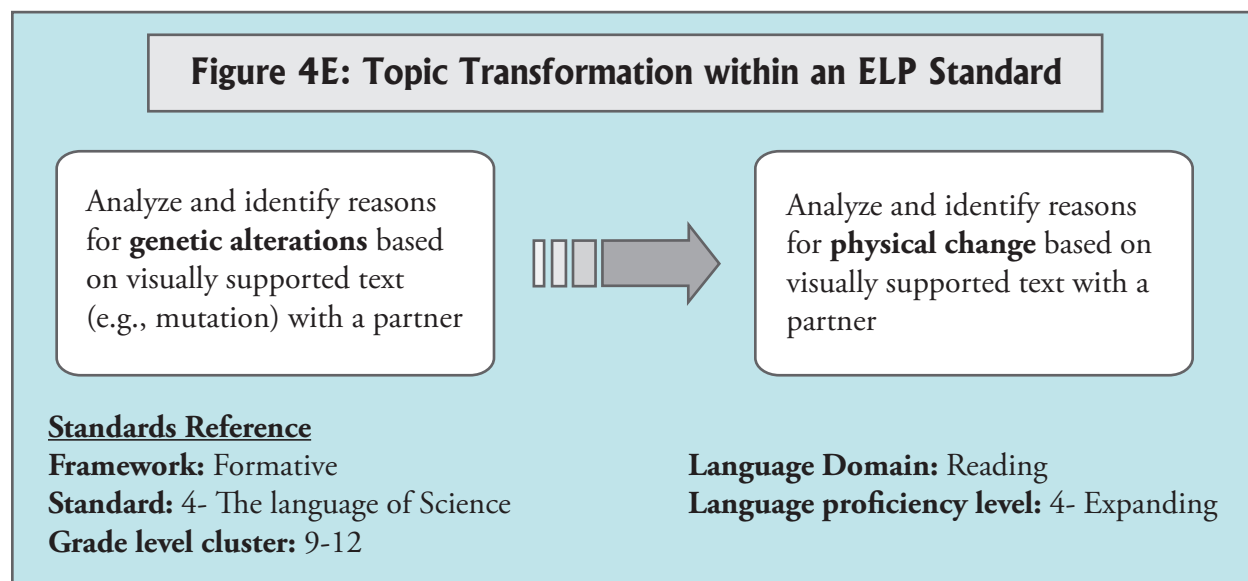 Figure 4E: Topic Transformation within an ELP Standard
Analyze and identify reasons
for genetic alterations based
on visually supported text
(e.g., mutation) with a partner
Analyze and identify reasons
for physical change based on
visually supported text with a
partner
Standards Reference
Framework: Formative
Standard: 4- The language of Science
Grade level cluster: 9-12
Language Domain: Reading
Language proficiency level: 4- Expanding